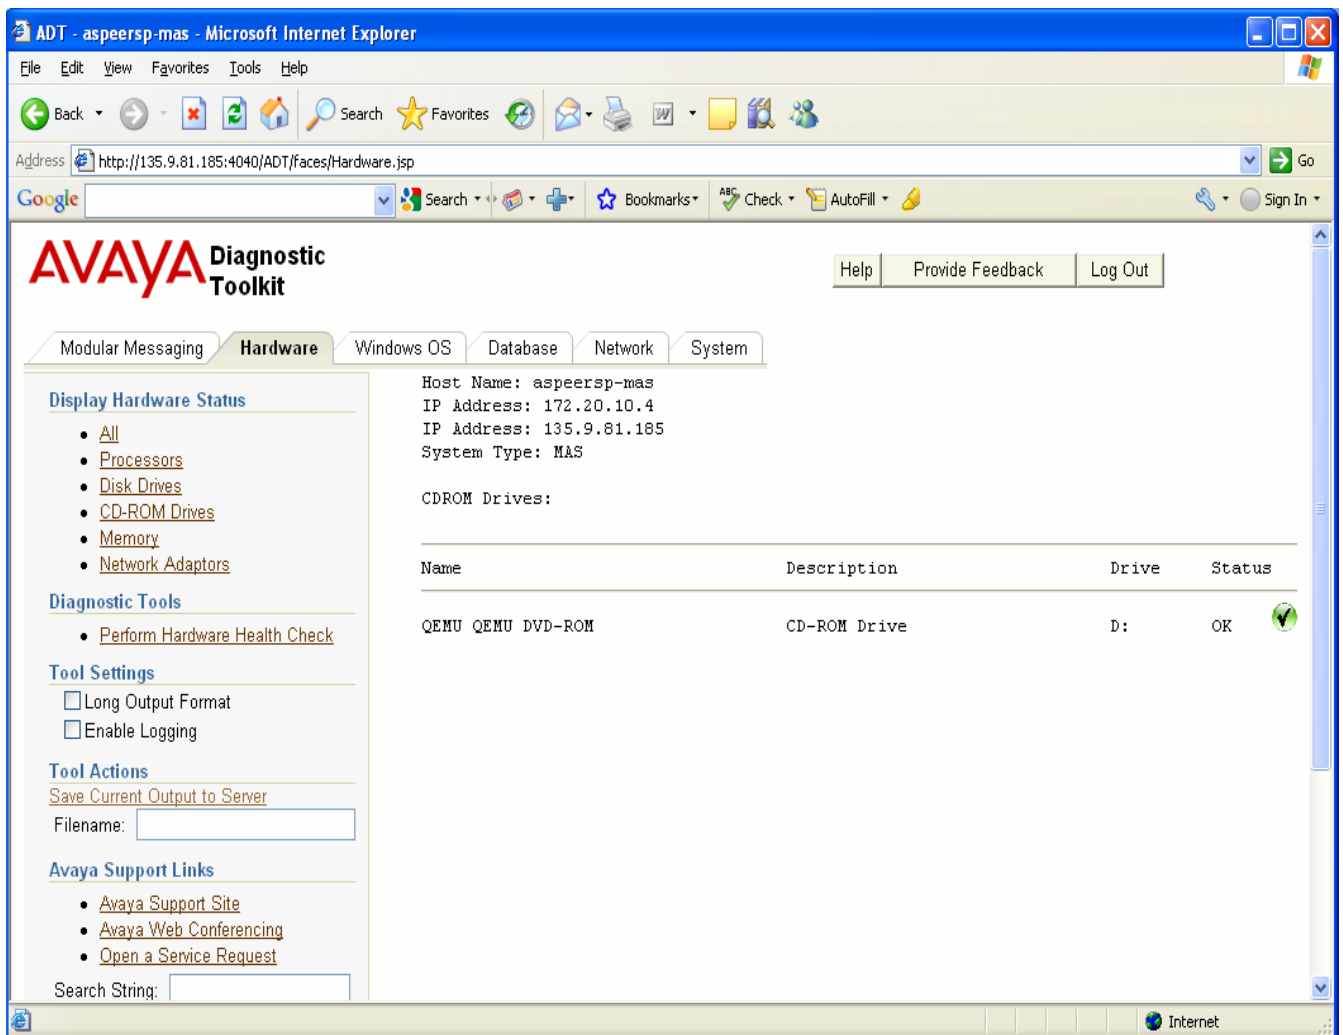 ADT - aspeersp-mas - Microsoft Internet Explorer
File Edit View Favorites Tools Help
Back Search Favorites W
Address http://135.9.81.185:4040/ADT/faces/Hardware.jsp Go
Google Search Bookmarks ABC Check AutoFill Sign In
AVAYA Diagnostic Toolkit
Help Provide Feedback Log Out
Modular Messaging Hardware Windows OS Database Network System
Display Hardware Status
All
Processors
Disk Drives
CD-ROM Drives
Memory
Network Adaptors
Diagnostic Tools
Perform Hardware Health Check
Tool Settings
Long Output Format
Enable Logging
Tool Actions
Save Current Output to Server
Filename:
Avaya Support Links
Avaya Support Site
Avaya Web Conferencing
Open a Service Request
Search String:
Host Name: aspeersp-mas
IP Address: 172.20.10.4
IP Address: 135.9.81.185
System Type: MAS
CDROM Drives:
Name Description Drive Status
QEMU QEMU DVD-ROM CD-ROM Drive D: OK
Internet